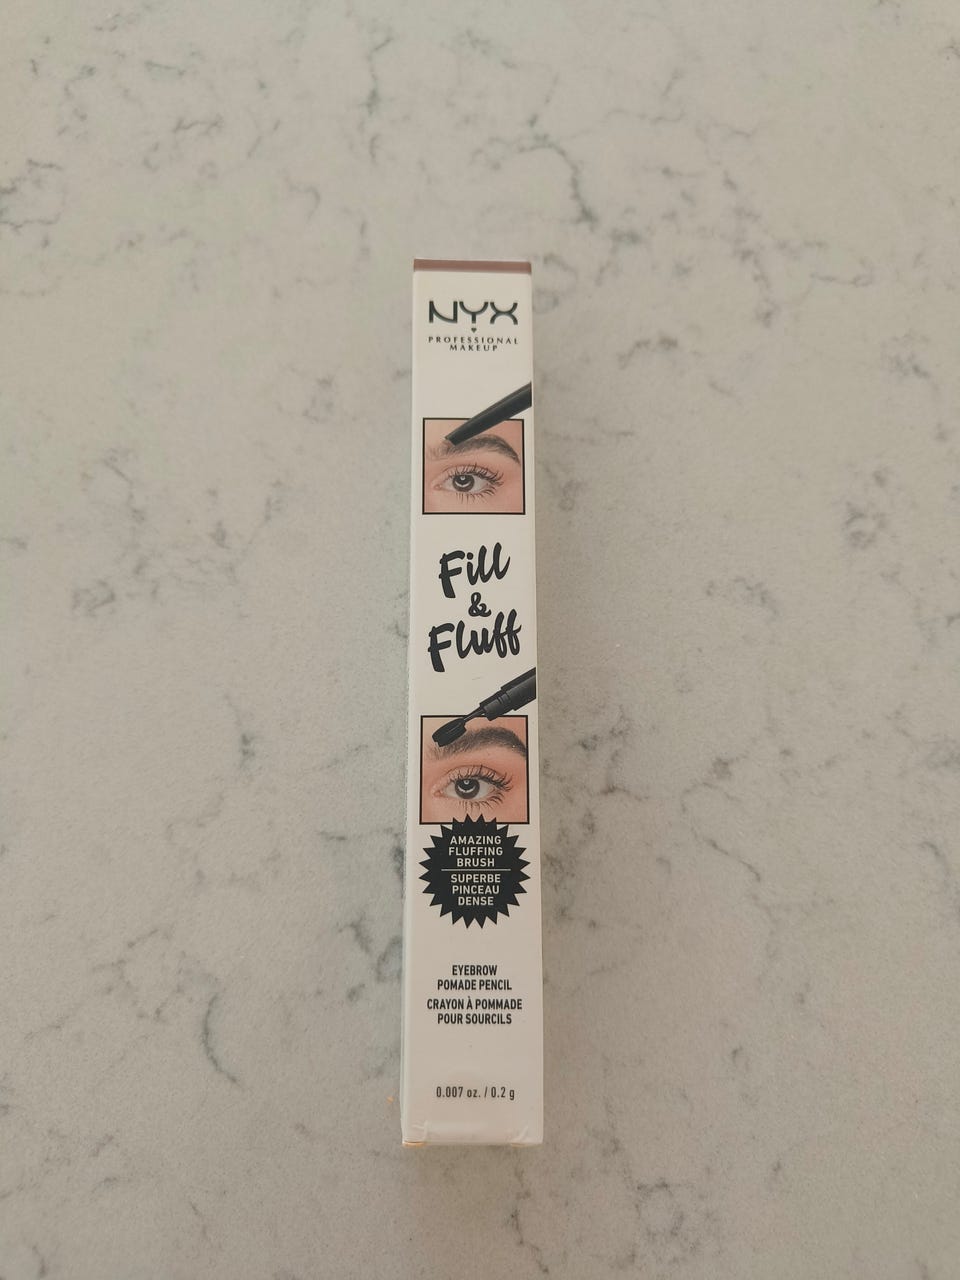 NYX
PROFESSIONAL
MAKEUP
Fill
&
Fluff
AMAZING
FLUFFING
BRUSH
SUPERBE
PINCEAU
DENSE
EYEBROW
POMADE PENCIL
CRAYON À POMMADE
POUR SOURCILS
0.007 oz. / 0.2 g